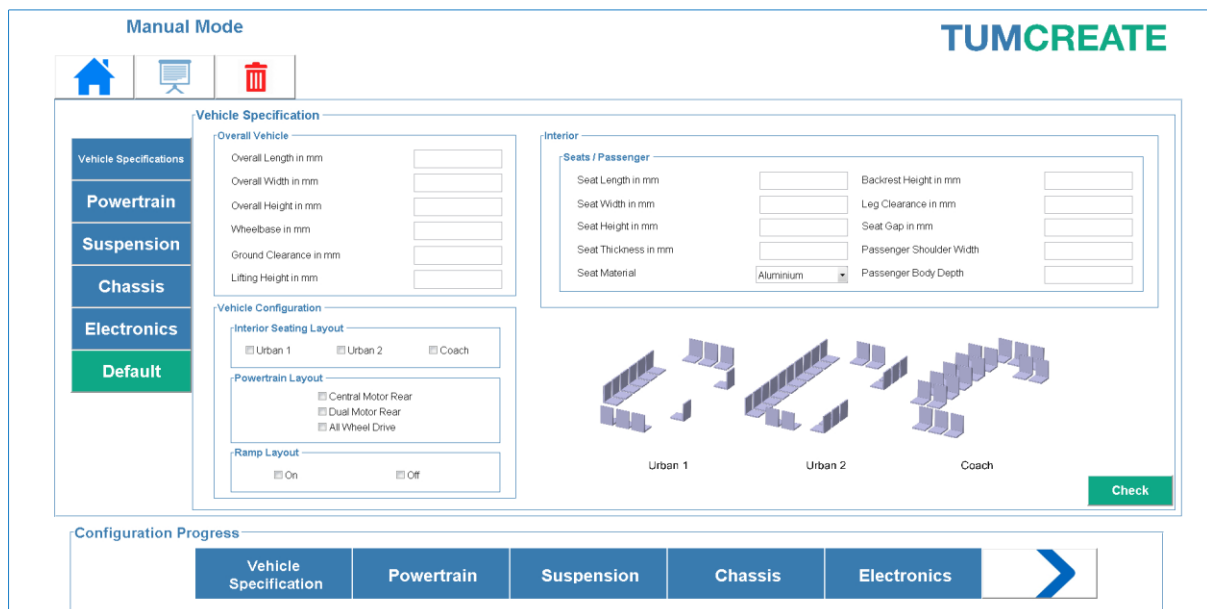 Manual Mode
TUMCREATE
Vehicle Specification
Vehicle Specifications
Powertrain
Suspension
Chassis
Electronics
Default
Overall Vehicle
Overall Length in mm
Overall Width in mm
Overall Height in mm
Wheelbase in mm
Ground Clearance in mm
Lifting Height in mm
Vehicle Configuration
Interior Seating Layout
Urban 1 Urban 2 Coach
Powertrain Layout
Central Motor Rear
Dual Motor Rear
All Wheel Drive
Ramp Layout
On Off
Interior
Seats / Passenger
Seat Length in mm Backrest Height in mm
Seat Width in mm Leg Clearance in mm
Seat Height in mm Seat Gap in mm
Seat Thickness in mm Passenger Shoulder Width
Seat Material Aluminium Passenger Body Depth
Urban 1 Urban 2 Coach
Check
Configuration Progress
Vehicle
Specification
Powertrain
Suspension
Chassis
Electronics